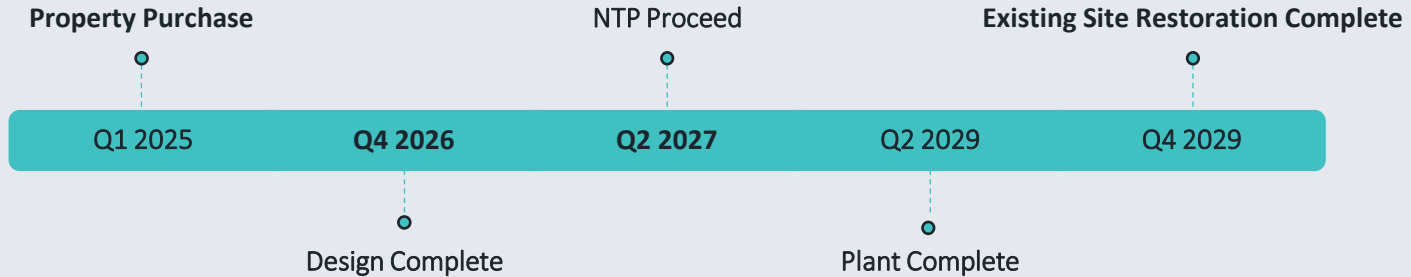 Property Purchase
NTP Proceed
Existing Site Restoration Complete
Q1 2025
Q4 2026
Q2 2027
Q2 2029
Q4 2029
Design Complete
Plant Complete